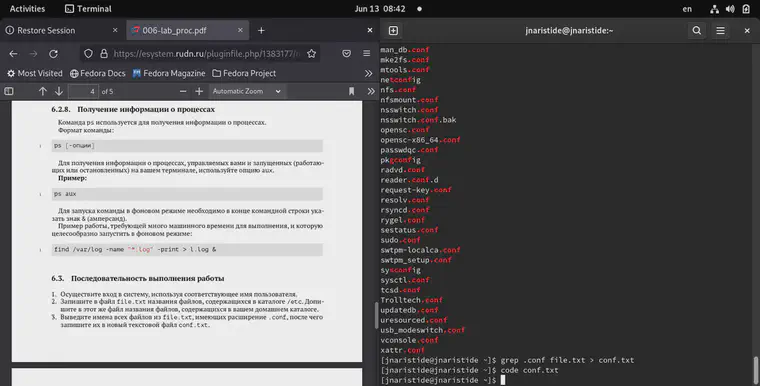 Activities
Terminal
Jun 13 08:42
en
Restore Session
006-lab_proc.pdf
https://esystem.rudn.ru/pluginfile.php/1383177/
Most Visited
Fedora Docs
Fedora Magazine
Fedora Project
4 of 5
Automatic Zoom
6.2.8. Получение информации о процессах
Команда ps используется для получения информации о процессах.
Формат команды:
1 ps [-опции]
Для получения информации о процессах, управляемых вами и запущенных (работаю-
щих или остановленных) на вашем терминале, используйте опцию aux.
Пример:
1 ps aux
Для запуска команды в фоновом режиме необходимо в конце командной строки ука-
зать знак & (амперсанд).
Пример работы, требующей много машинного времени для выполнения, и которую
целесообразно запустить в фоновом режиме:
1 find /var/log -name "*.log" -print > l.log &
6.3. Последовательность выполнения работы
1. Осуществите вход в систему, используя соответствующее имя пользователя.
2. Запишите в файл file.txt названия файлов, содержащихся в каталоге /etc. Допи-
шите в этот же файл названия файлов, содержащихся в вашем домашнем каталоге.
3. Выведите имена всех файлов из file.txt, имеющих расширение .conf, после чего
запишите их в новый текстовой файл conf.txt.
jnaristide@jnaristide:~
man_db.conf
mke2fs.conf
mtools.conf
netconfig
nfs.conf
nfsmount.conf
nsswitch.conf
nsswitch.conf.bak
opensc.conf
opensc-x86_64.conf
passwdqc.conf
pkgconfig
radvd.conf
reader.conf.d
request-key.conf
resolv.conf
rsyncd.conf
rygel.conf
sestatus.conf
sudo.conf
swtpm-localca.conf
swtpm_setup.conf
sysconfig
sysctl.conf
tcsd.conf
Trolltech.conf
updatedb.conf
uresourced.conf
usb_modeswitch.conf
vconsole.conf
xattr.conf
[jnaristide@jnaristide ~]$ grep .conf file.txt > conf.txt
[jnaristide@jnaristide ~]$ code conf.txt
[jnaristide@jnaristide ~]$